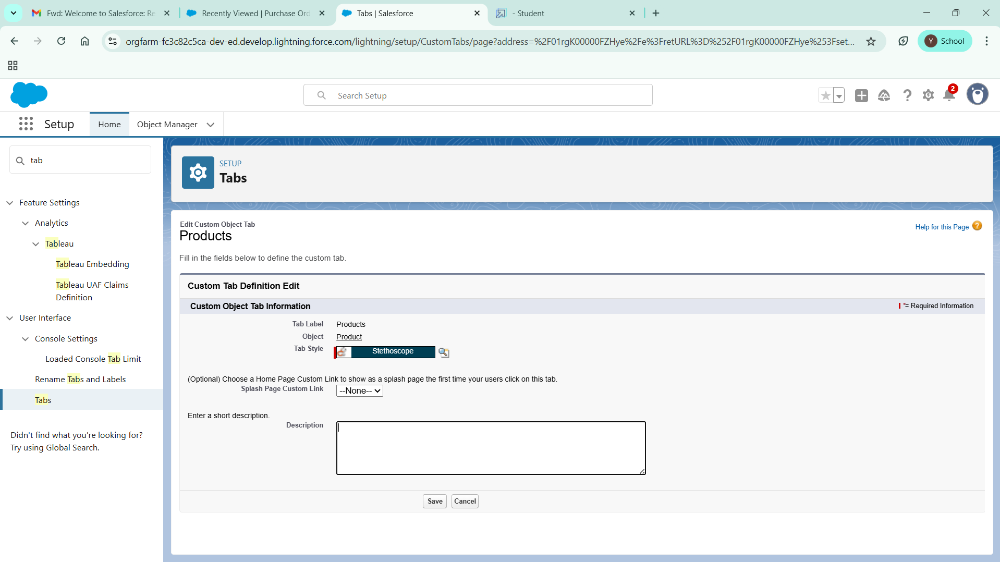 Fwd: Welcome to Salesforce: Re
Recently Viewed | Purchase Ord
Tabs | Salesforce
- Student
orgfarm-fc3c82c5ca-dev-ed.develop.lightning.force.com/lightning/setup/CustomTabs/page?address=%2F01rgK00000FZHye%2Fe%3FretURL%3D%252F01rgK00000FZHye%253Fset...
Y School
Search Setup
2
Setup
Home
Object Manager
tab
Feature Settings
Analytics
Tableau
Tableau Embedding
Tableau UAF Claims
Definition
User Interface
Console Settings
Loaded Console Tab Limit
Rename Tabs and Labels
Tabs
Didn't find what you're looking for?
Try using Global Search.
SETUP
Tabs
Edit Custom Object Tab
Products
Help for this Page ?
Fill in the fields below to define the custom tab.
Custom Tab Definition Edit
Custom Object Tab Information
*= Required Information
Tab Label Products
Object Product
Tab Style Stethoscope
(Optional) Choose a Home Page Custom Link to show as a splash page the first time your users click on this tab.
Splash Page Custom Link --None--
Enter a short description.
Description
Save Cancel